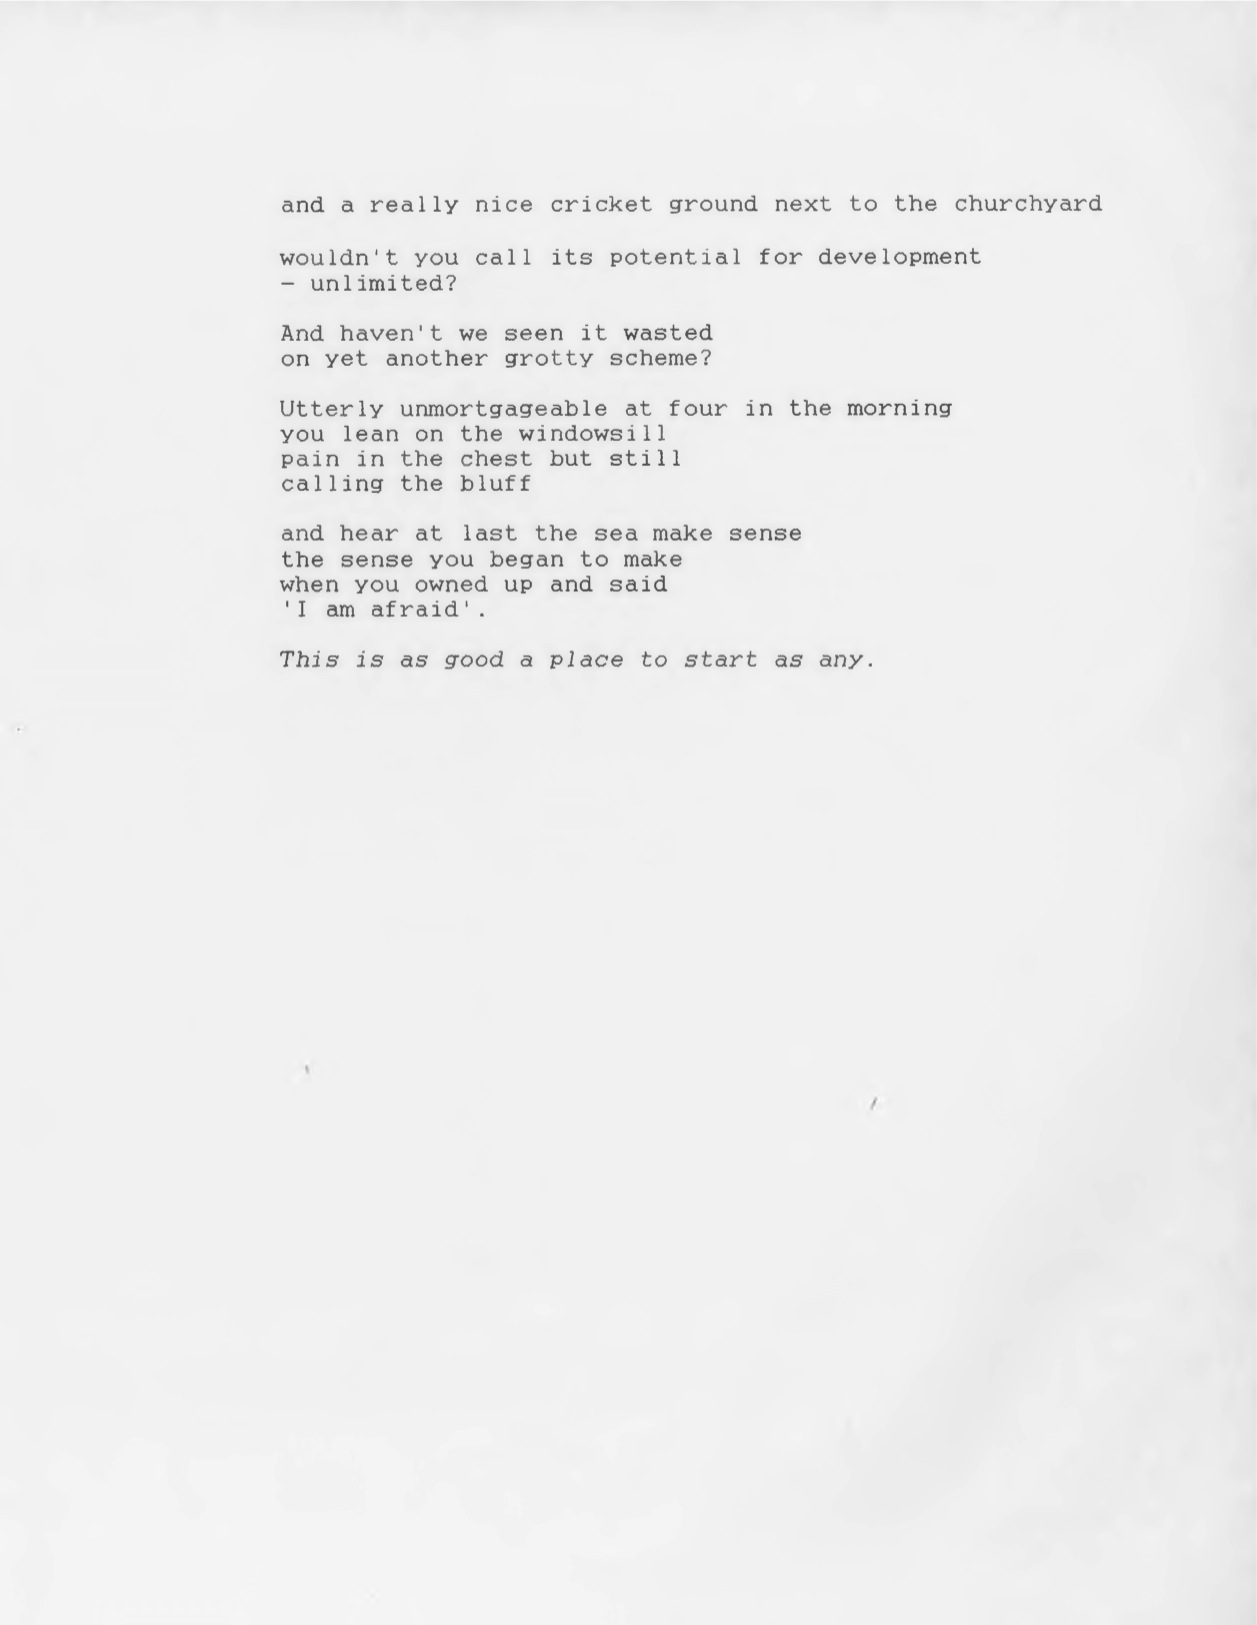 and a really nice cricket ground next to the churchyard
wouldn't you call its potential for development
– unlimited?
And haven't we seen it wasted
on yet another grotty scheme?
Utterly unmortgageable at four in the morning
you lean on the windowsill
pain in the chest but still
calling the bluff
and hear at last the sea make sense
the sense you began to make
when you owned up and said
'I am afraid'.
This is as good a place to start as any.